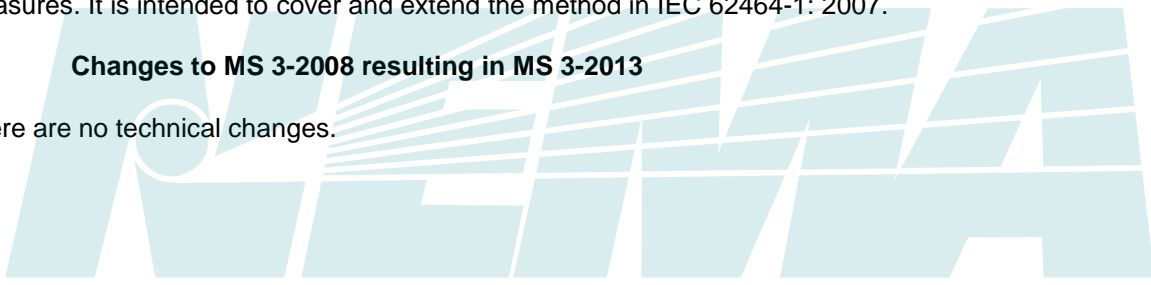 asures. It is intended to cover and extend the method in IEC 62464-1: 2007.
Changes to MS 3-2008 resulting in MS 3-2013
ere are no technical changes.
NEMA